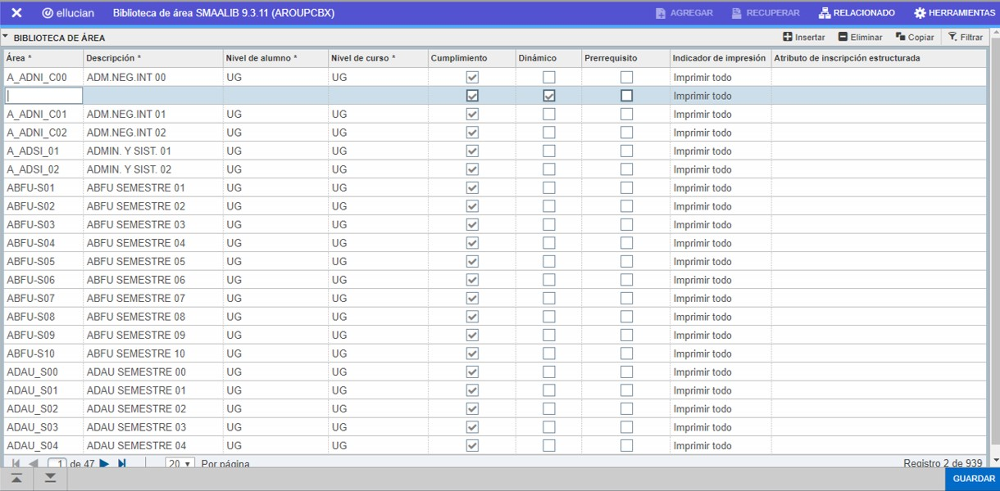 ellucian Biblioteca de área SMAALIB 9.3.11 (AROUPCBX) AGREGAR RECUPERAR RELACIONADO HERRAMIENTAS
BIBLIOTECA DE ÁREA Insertar Eliminar Copiar Filtrar
Área * Descripción * Nivel de alumno * Nivel de curso * Cumplimiento Dinámico Prerrequisito Indicador de impresión Atributo de inscripción estructurada
A_ADNI_C00 ADM.NEG.INT 00 UG UG Imprimir todo
Imprimir todo
A_ADNI_C01 ADM.NEG.INT 01 UG UG Imprimir todo
A_ADNI_C02 ADM.NEG.INT 02 UG UG Imprimir todo
A_ADSI_01 ADMIN. Y SIST. 01 UG UG Imprimir todo
A_ADSI_02 ADMIN. Y SIST. 02 UG UG Imprimir todo
ABFU-S01 ABFU SEMESTRE 01 UG UG Imprimir todo
ABFU-S02 ABFU SEMESTRE 02 UG UG Imprimir todo
ABFU-S03 ABFU SEMESTRE 03 UG UG Imprimir todo
ABFU-S04 ABFU SEMESTRE 04 UG UG Imprimir todo
ABFU-S05 ABFU SEMESTRE 05 UG UG Imprimir todo
ABFU-S06 ABFU SEMESTRE 06 UG UG Imprimir todo
ABFU-S07 ABFU SEMESTRE 07 UG UG Imprimir todo
ABFU-S08 ABFU SEMESTRE 08 UG UG Imprimir todo
ABFU-S09 ABFU SEMESTRE 09 UG UG Imprimir todo
ABFU-S10 ABFU SEMESTRE 10 UG UG Imprimir todo
ADAU_S00 ADAU SEMESTRE 00 UG UG Imprimir todo
ADAU_S01 ADAU SEMESTRE 01 UG UG Imprimir todo
ADAU_S02 ADAU SEMESTRE 02 UG UG Imprimir todo
ADAU_S03 ADAU SEMESTRE 03 UG UG Imprimir todo
ADAU_S04 ADAU SEMESTRE 04 UG UG Imprimir todo
1 de 47 20 Por página Registro 2 de 939
GUARDAR